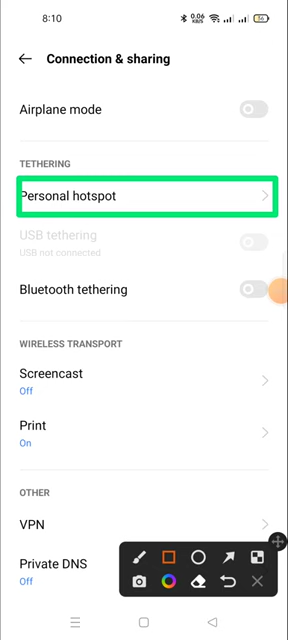 8:10
0.06
KB/S
36
Connection & sharing
Airplane mode
TETHERING
Personal hotspot
USB tethering
USB not connected
Bluetooth tethering
WIRELESS TRANSPORT
Screencast
Off
Print
On
OTHER
VPN
Private DNS
Off